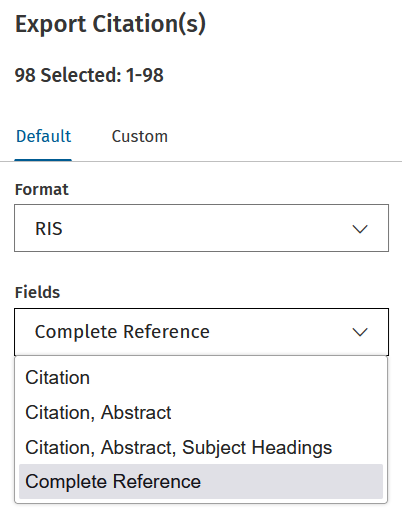 Export Citation(s)
98 Selected: 1-98
Default Custom
Format
RIS
Fields
Complete Reference
Citation
Citation, Abstract
Citation, Abstract, Subject Headings
Complete Reference